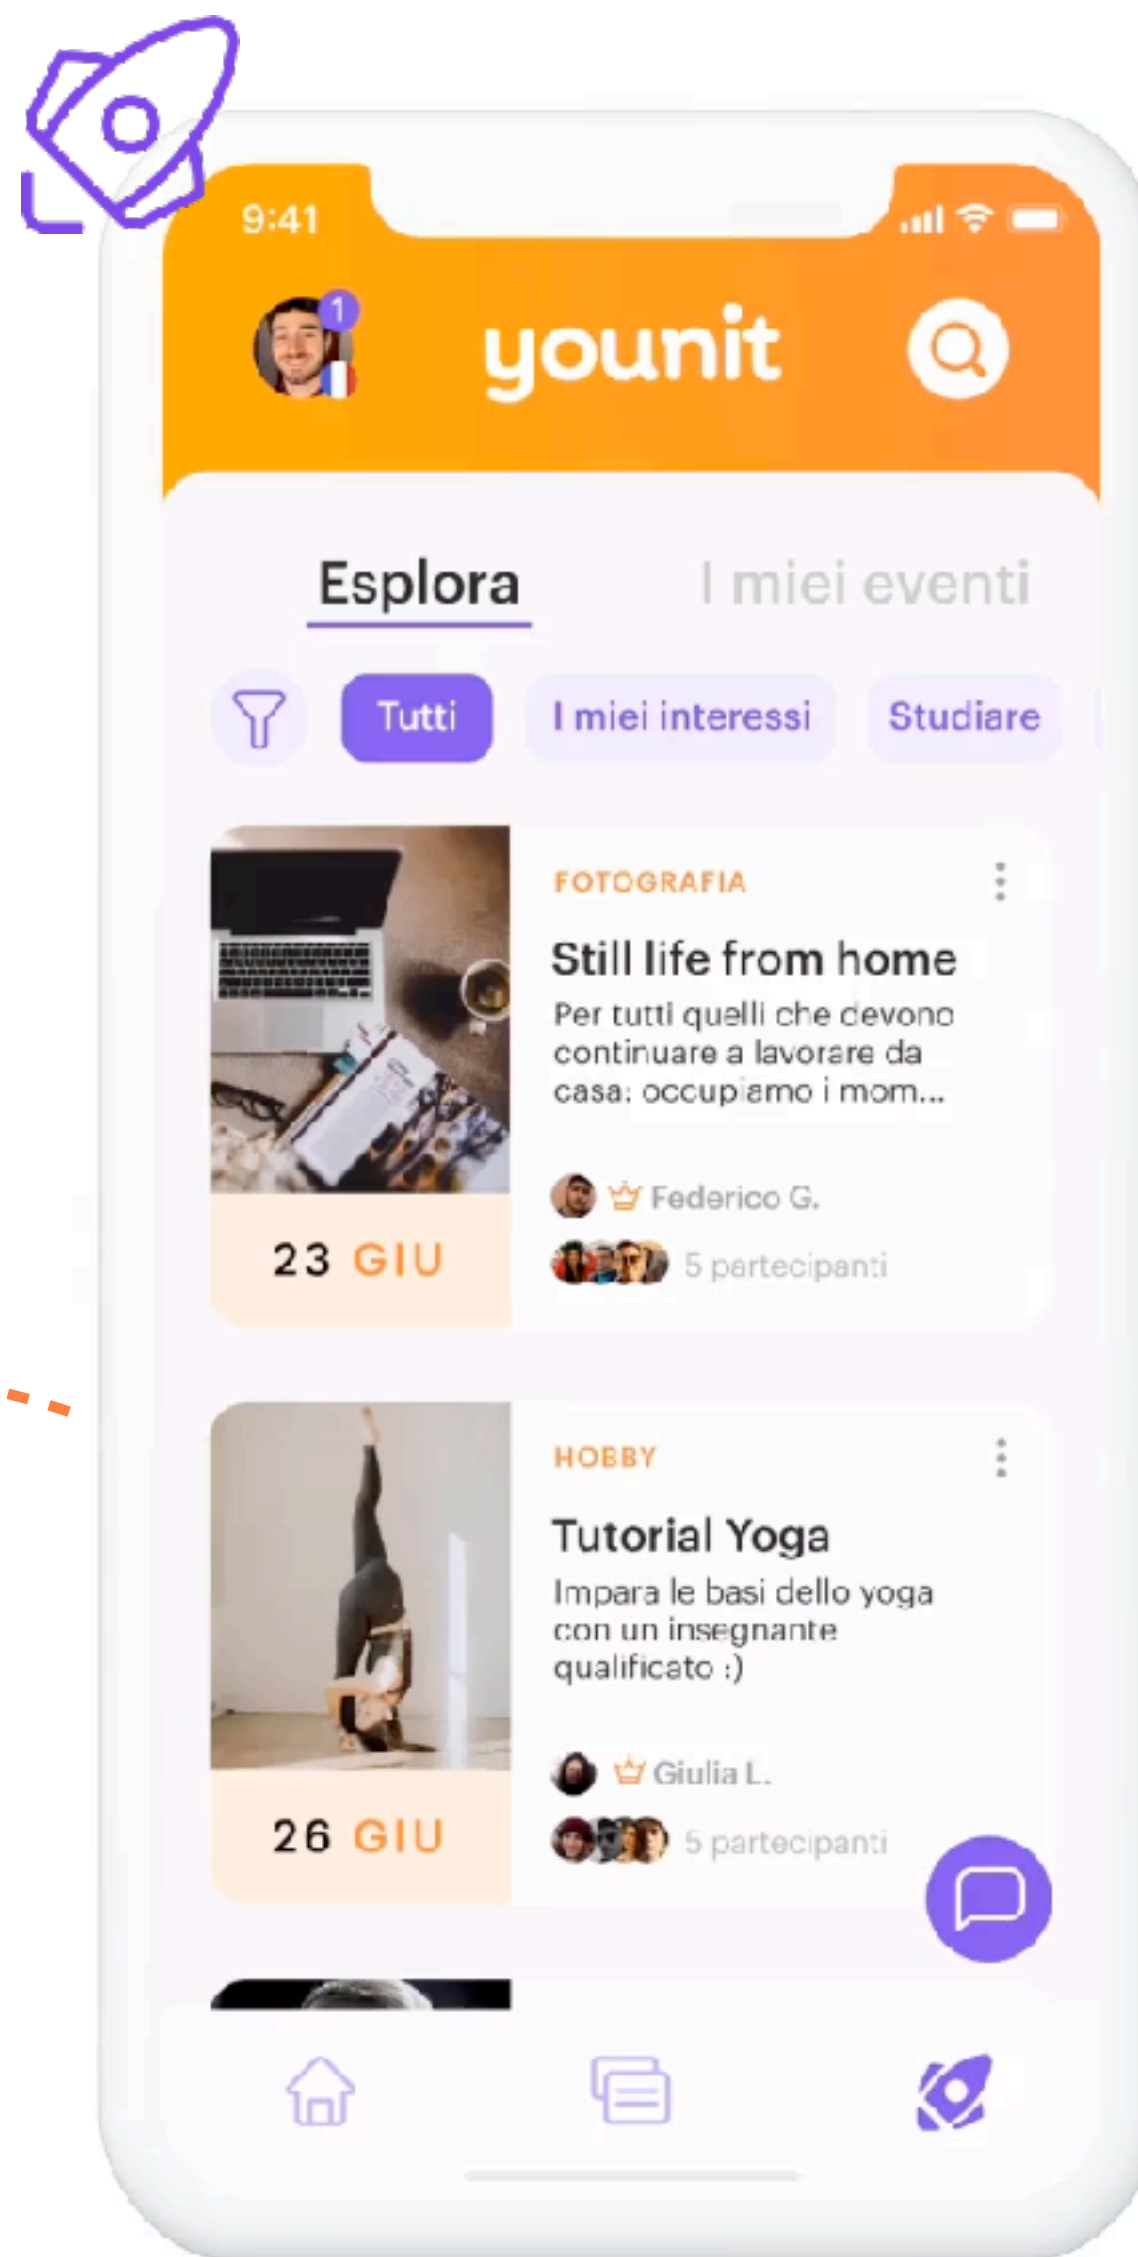 9:41
1
younit
Esplora
I miei eventi
Tutti
I miei interessi
Studiare
FOTOGRAFIA
Still life from home
Per tutti quelli che devono
continuare a lavorare da
casa: occupiamo i mom...
Federico G.
5 partecipanti
23 GIU
HOBBY
Tutorial Yoga
Impara le basi dello yoga
con un insegnante
qualificato :)
Giulia L.
5 partecipanti
26 GIU